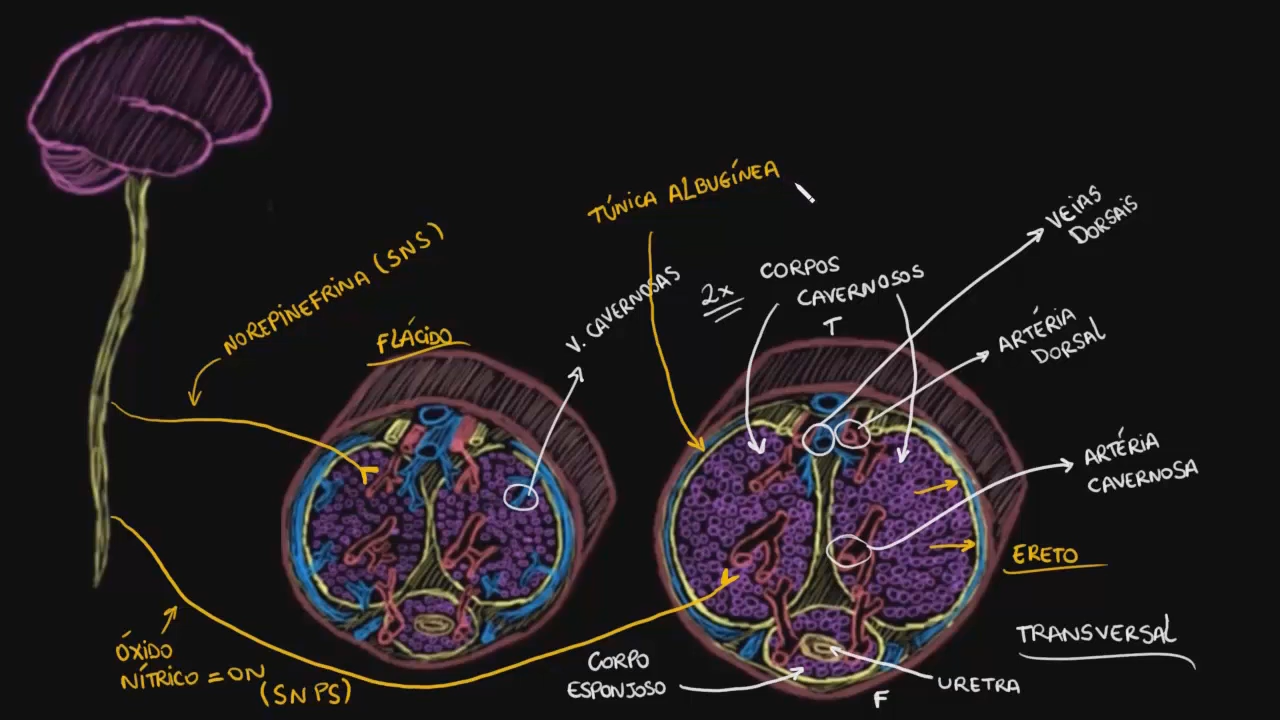 TÚNICA ALBUGÍNEA
VEIAS
DORSAIS
NOREPINEFRINA (SNS)
V. CAVERNOSAS
2x
CORPOS
CAVERNOSOS
T
FLÁCIDO
ARTÉRIA
DORSAL
ARTÉRIA
CAVERNOSA
ERETO
TRANSVERSAL
ÓXIDO
NÍTRICO = ON
(SNPS)
CORPO
ESPONJOSO
URETRA
F